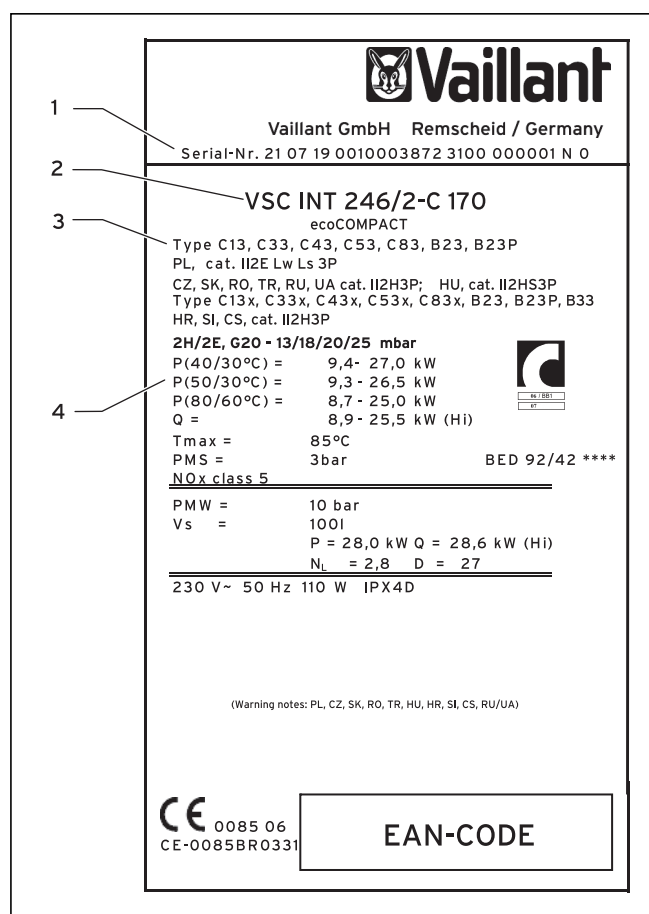 Vaillant
Vaillant GmbH Remscheid / Germany
1
Serial-Nr. 21 07 19 0010003872 3100 000001 N 0
2
VSC INT 246/2-C 170
ecoCOMPACT
3
Type C13, C33, C43, C53, C83, B23, B23P
PL, cat. II2E Lw Ls 3P
CZ, SK, RO, TR, RU, UA cat. II2H3P; HU, cat. II2HS3P
Type C13x, C33x, C43x, C53x, C83x, B23, B23P, B33
HR, SI, CS, cat. II2H3P
2H/2E, G20 - 13/18/20/25 mbar
P(40/30°C) = 9,4- 27,0 kW
4
P(50/30°C) = 9,3 - 26,5 kW
P(80/60°C) = 8,7 - 25,0 kW
Q = 8,9 - 25,5 kW (Hi)
06 / BB1
07
Tmax = 85°C
PMS = 3bar BED 92/42 ****
NOx class 5
PMW = 10 bar
Vs = 100l
P = 28,0 kW Q = 28,6 kW (Hi)
NL = 2,8 D = 27
230 V~ 50 Hz 110 W IPX4D
(Warning notes: PL, CZ, SK, RO, TR, HU, HR, SI, CS, RU/UA)
CE 0085 06
CE-0085BR0331
EAN-CODE